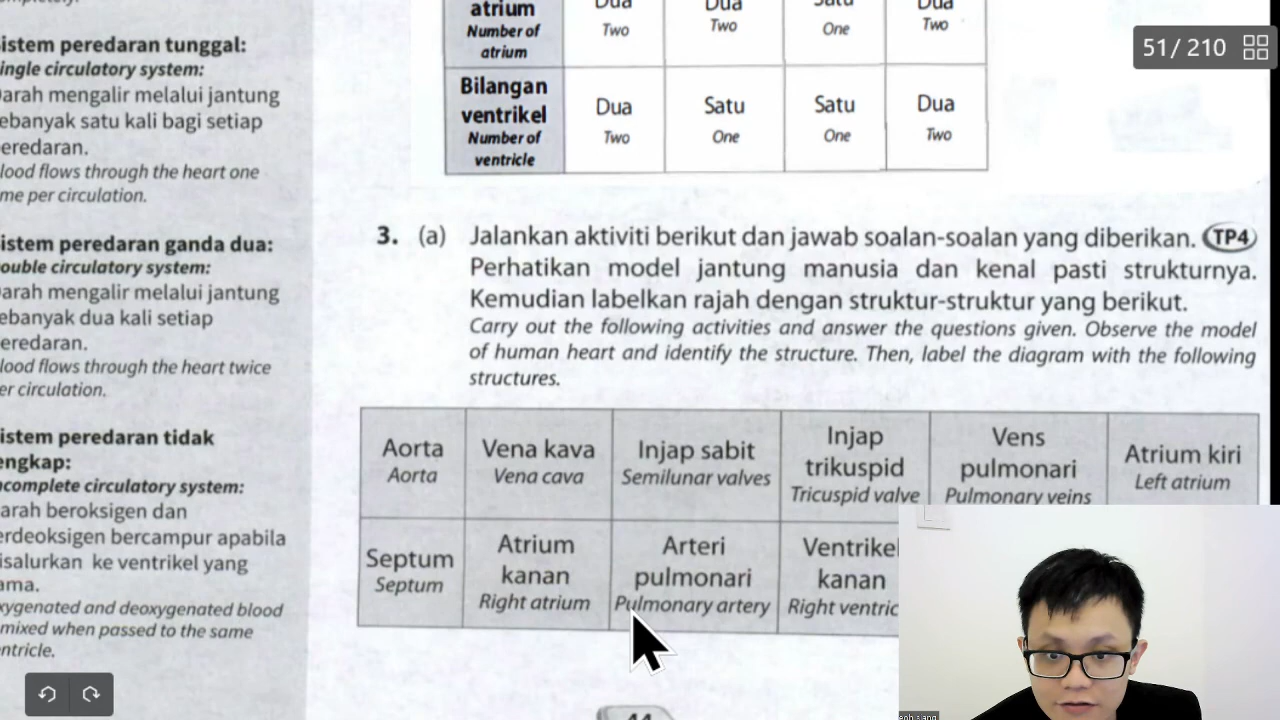 istem peredaran tunggal:
ingle circulatory system:
arah mengalir melalui jantung
ebanyak satu kali bagi setiap
eredaran.
lood flows through the heart one
me per circulation.
istem peredaran ganda dua:
ouble circulatory system:
arah mengalir melalui jantung
ebanyak dua kali setiap
eredaran.
lood flows through the heart twice
er circulation.
istem peredaran tidak
engkap:
ncomplete circulatory system:
arah beroksigen dan
erdeoksigen bercampur apabila
isalurkan ke ventrikel yang
ama.
xygenated and deoxygenated blood
mixed when passed to the same
entricle.
atrium Dua Dua Satu Dua
Number of Two Two One Two
atrium
Bilangan
ventrikel Dua Satu Satu Dua
Number of Two One One Two
ventricle
51 / 210
3. (a) Jalankan aktiviti berikut dan jawab soalan-soalan yang diberikan. TP4
Perhatikan model jantung manusia dan kenal pasti strukturnya.
Kemudian labelkan rajah dengan struktur-struktur yang berikut.
Carry out the following activities and answer the questions given. Observe the model
of human heart and identify the structure. Then, label the diagram with the following
structures.
Aorta
Aorta
Vena kava
Vena cava
Injap sabit
Semilunar valves
Injap
trikuspid
Tricuspid valve
Vens
pulmonari
Pulmonary veins
Atrium kiri
Left atrium
Septum
Septum
Atrium
kanan
Right atrium
Arteri
pulmonari
Pulmonary artery
Ventrikel
kanan
Right ventric
44